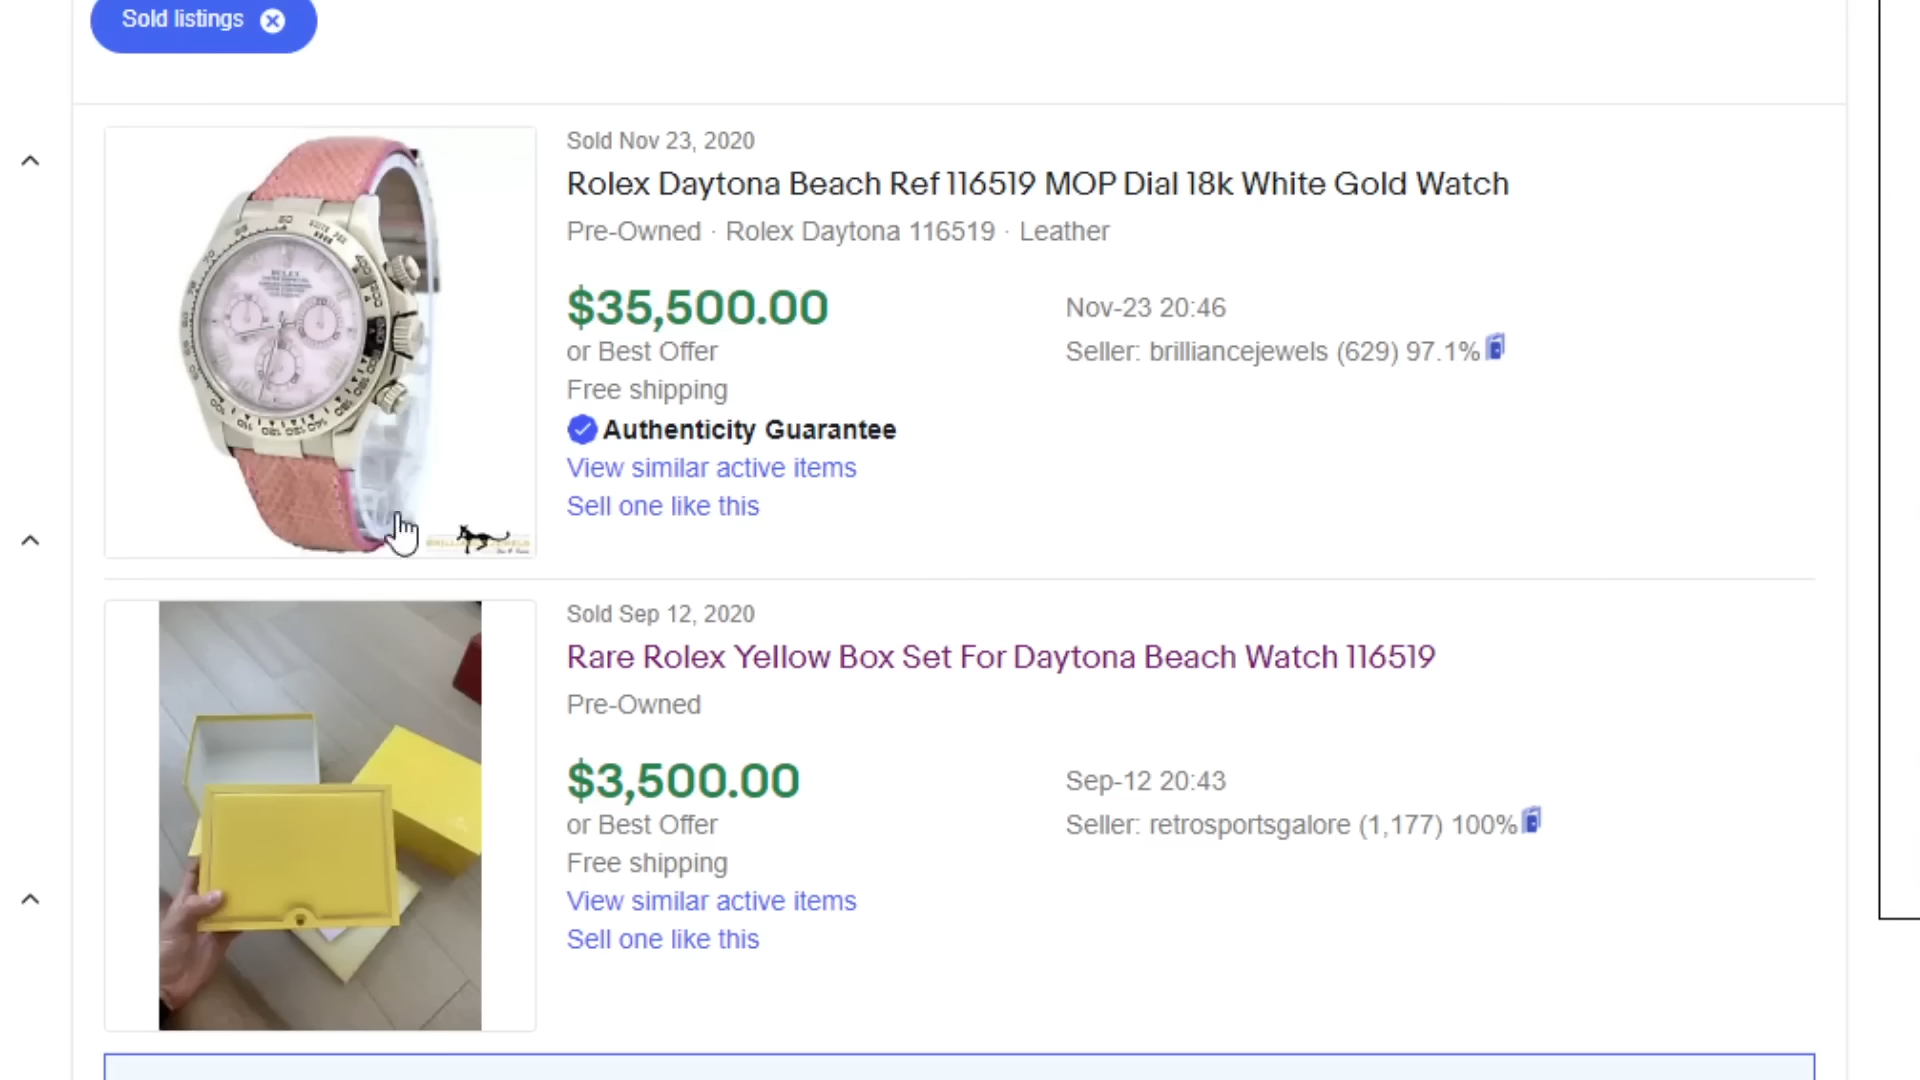 Sold listings
Sold Nov 23, 2020
Rolex Daytona Beach Ref 116519 MOP Dial 18k White Gold Watch
Pre-Owned · Rolex Daytona 116519 · Leather
$35,500.00
Nov-23 20:46
or Best Offer
Seller: brilliancejewels (629) 97.1%
Free shipping
Authenticity Guarantee
View similar active items
Sell one like this
Sold Sep 12, 2020
Rare Rolex Yellow Box Set For Daytona Beach Watch 116519
Pre-Owned
$3,500.00
Sep-12 20:43
or Best Offer
Seller: retrosportsgalore (1,177) 100%
Free shipping
View similar active items
Sell one like this